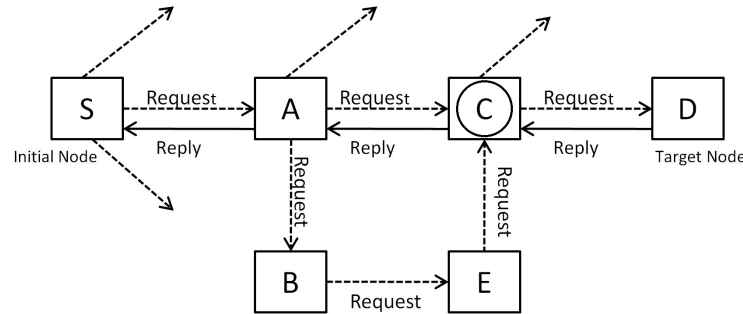 S
Request
A
Request
C
Request
D
Initial Node
Reply
Reply
Reply
Target Node
Request
Request
B
Request
E